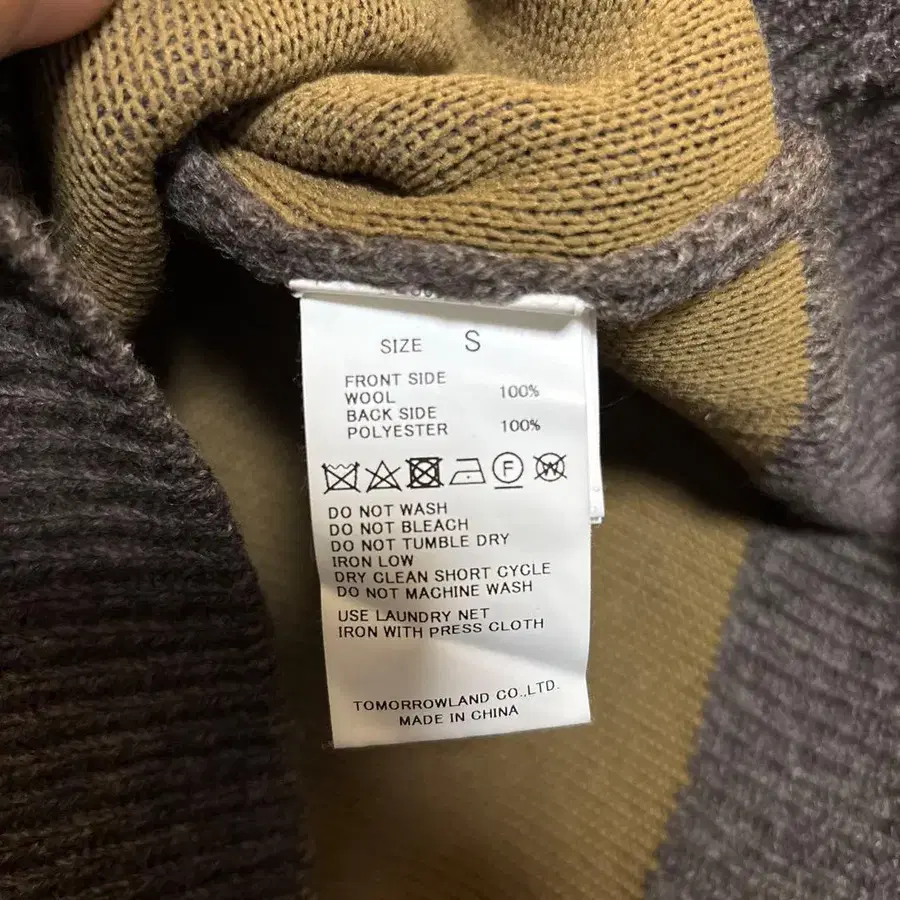 SIZE S
FRONT SIDE
WOOL 100%
BACK SIDE
POLYESTER 100%
F W
DO NOT WASH
DO NOT BLEACH
DO NOT TUMBLE DRY
IRON LOW
DRY CLEAN SHORT CYCLE
DO NOT MACHINE WASH
USE LAUNDRY NET
IRON WITH PRESS CLOTH
TOMORROWLAND CO.,LTD.
MADE IN CHINA